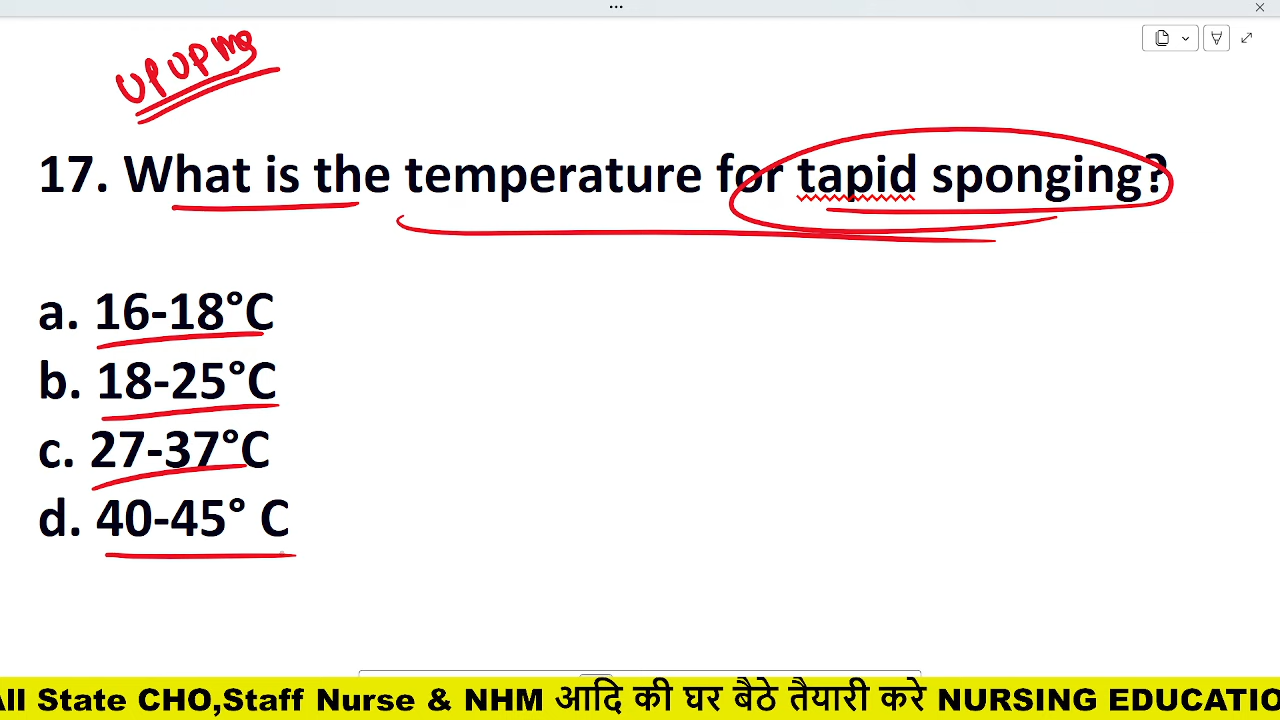 UPUPMG
17. What is the temperature for tapid sponging?
a. 16-18°C
b. 18-25°C
c. 27-37°C
d. 40-45° C
All State CHO,Staff Nurse & NHM आदि की घर बैठे तैयारी करे NURSING EDUCATIO